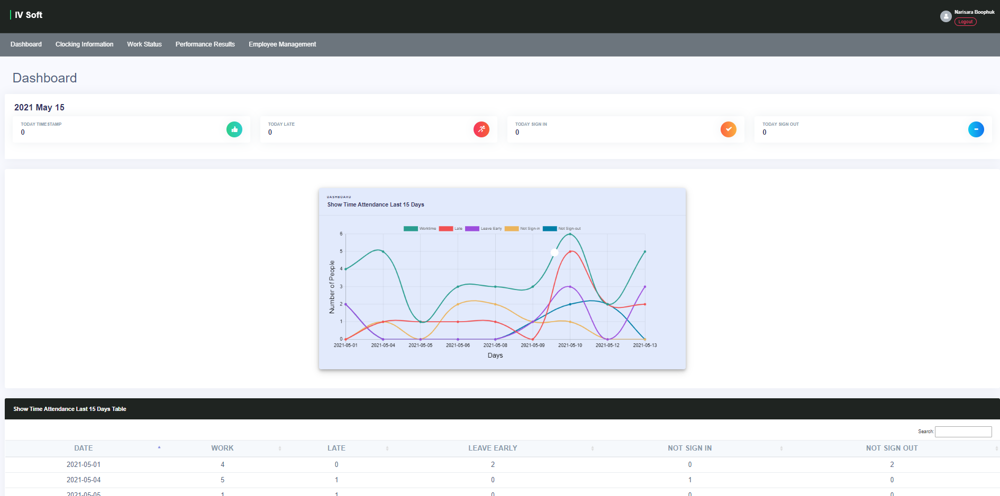 IV Soft
Narisara Boophuk
Logout
Dashboard Clocking Information Work Status Performance Results Employee Management
Dashboard
2021 May 15
TODAY TIMESTAMP
0
TODAY LATE
0
TODAY SIGN IN
0
TODAY SIGN OUT
0
DASHBOARD
Show Time Attendance Last 15 Days
Worktime Late Leave Early Not Sign-in Not Sign-out
Number of People
6
5
4
3
2
1
0
2021-05-01 2021-05-04 2021-05-05 2021-05-06 2021-05-08 2021-05-09 2021-05-10 2021-05-12 2021-05-13
Days
Show Time Attendance Last 15 Days Table
Search:
DATE WORK LATE LEAVE EARLY NOT SIGN IN NOT SIGN OUT
2021-05-01 4 0 2 0 2
2021-05-04 5 1 0 1 0
2021-05-05 1 1 0 0 0